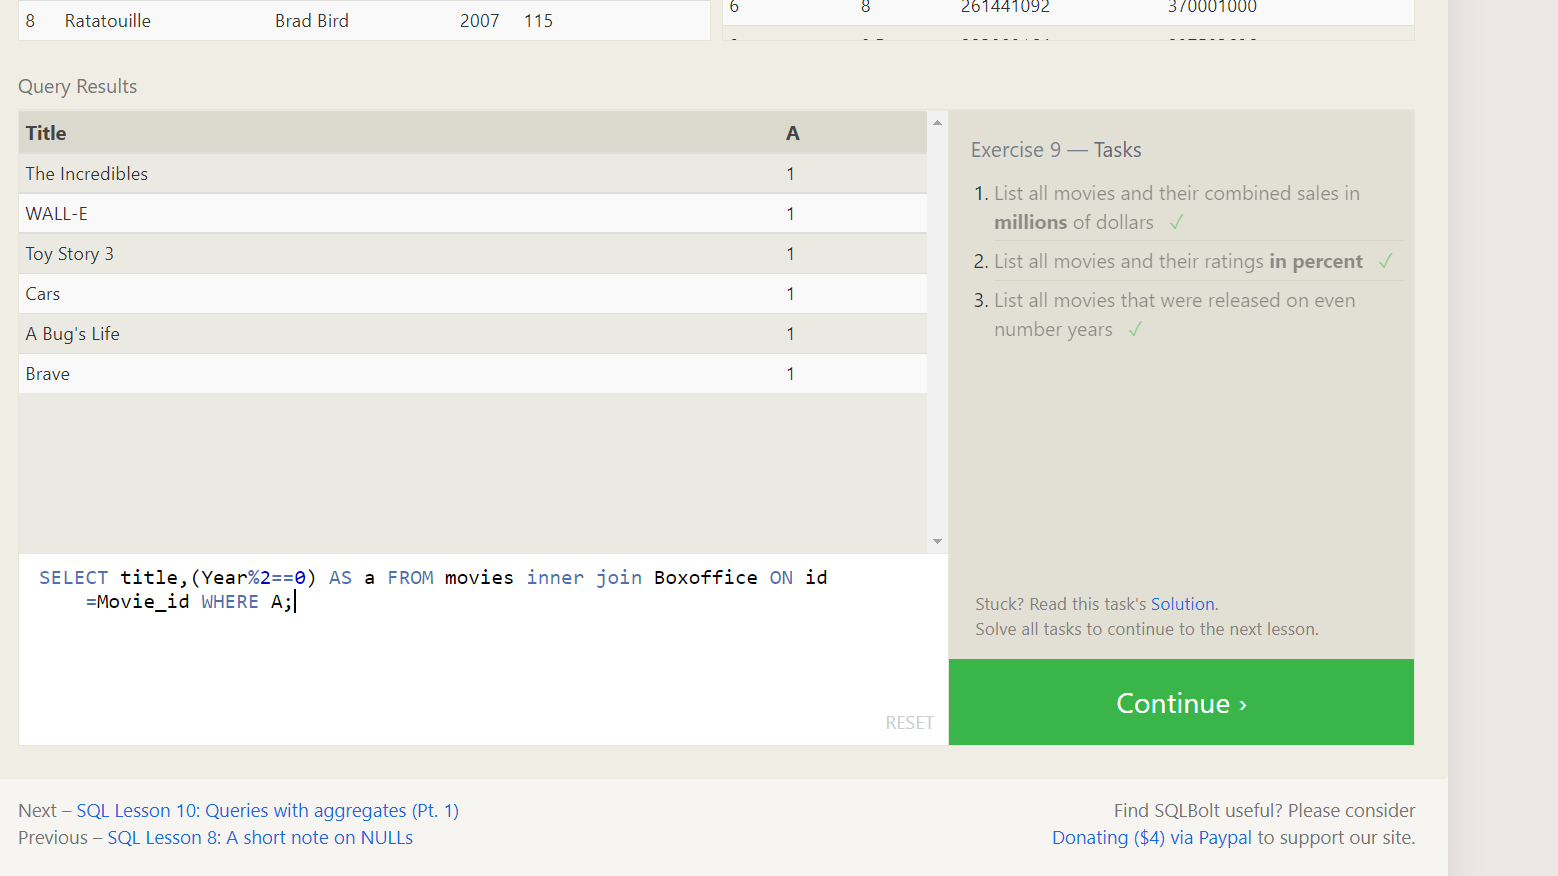 8 Ratatouille Brad Bird 2007 115
6 8 261441092 370001000
Query Results
Title A
The Incredibles 1
WALL-E 1
Toy Story 3 1
Cars 1
A Bug's Life 1
Brave 1
Exercise 9 — Tasks
1. List all movies and their combined sales in
millions of dollars ✓
2. List all movies and their ratings in percent ✓
3. List all movies that were released on even
number years ✓
SELECT title,(Year%2==0) AS a FROM movies inner join Boxoffice ON id
=Movie_id WHERE A;
RESET
Stuck? Read this task's Solution.
Solve all tasks to continue to the next lesson.
Continue ›
Next – SQL Lesson 10: Queries with aggregates (Pt. 1)
Previous – SQL Lesson 8: A short note on NULLs
Find SQLBolt useful? Please consider
Donating ($4) via Paypal to support our site.